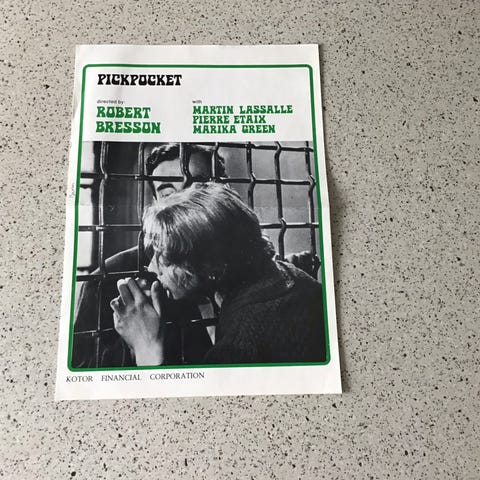 PICKPOCKET
directed by
ROBERT
BRESSON
with
MARTIN LASSALLE
PIERRE ETAIX
MARIKA GREEN
KOTOR FINANCIAL CORPORATION